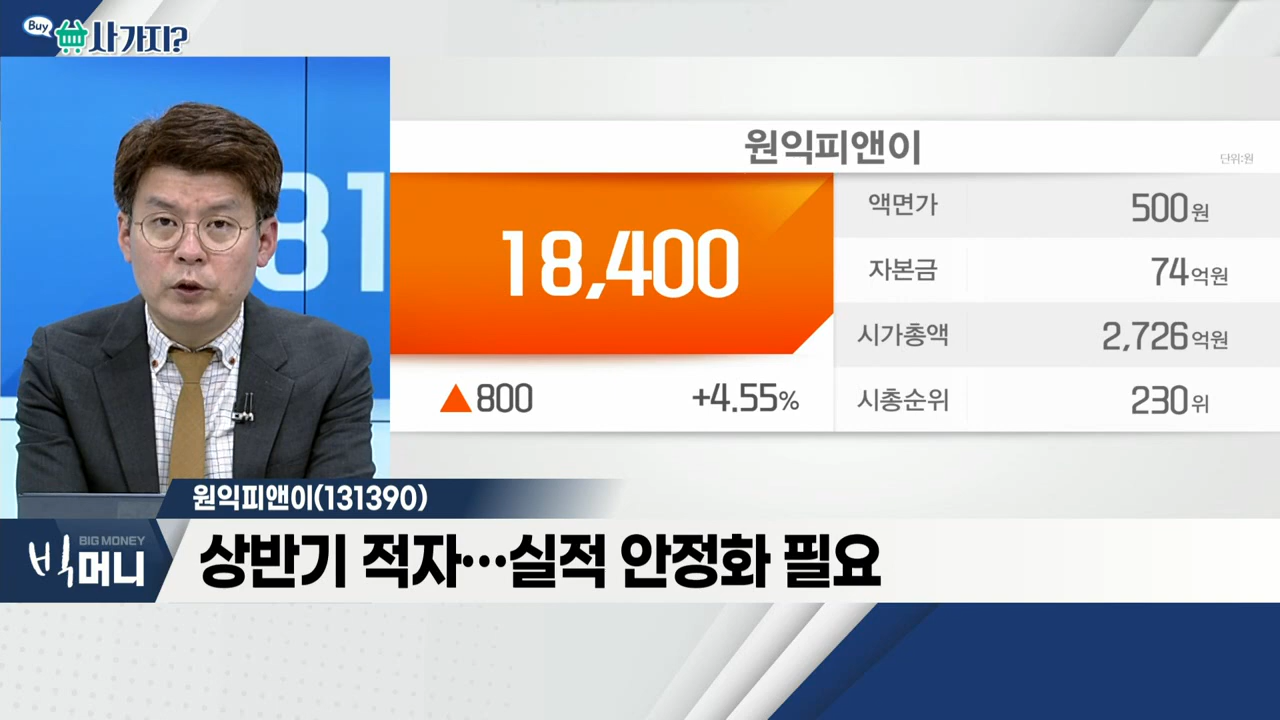 Buy 사 가지?
31
원익피앤이
단위:원
18,400
▲800 +4.55%
액면가 500원
자본금 74억원
시가총액 2,726억원
시총순위 230위
원익피앤이(131390)
BIG MONEY
빅머니
상반기 적자…실적 안정화 필요